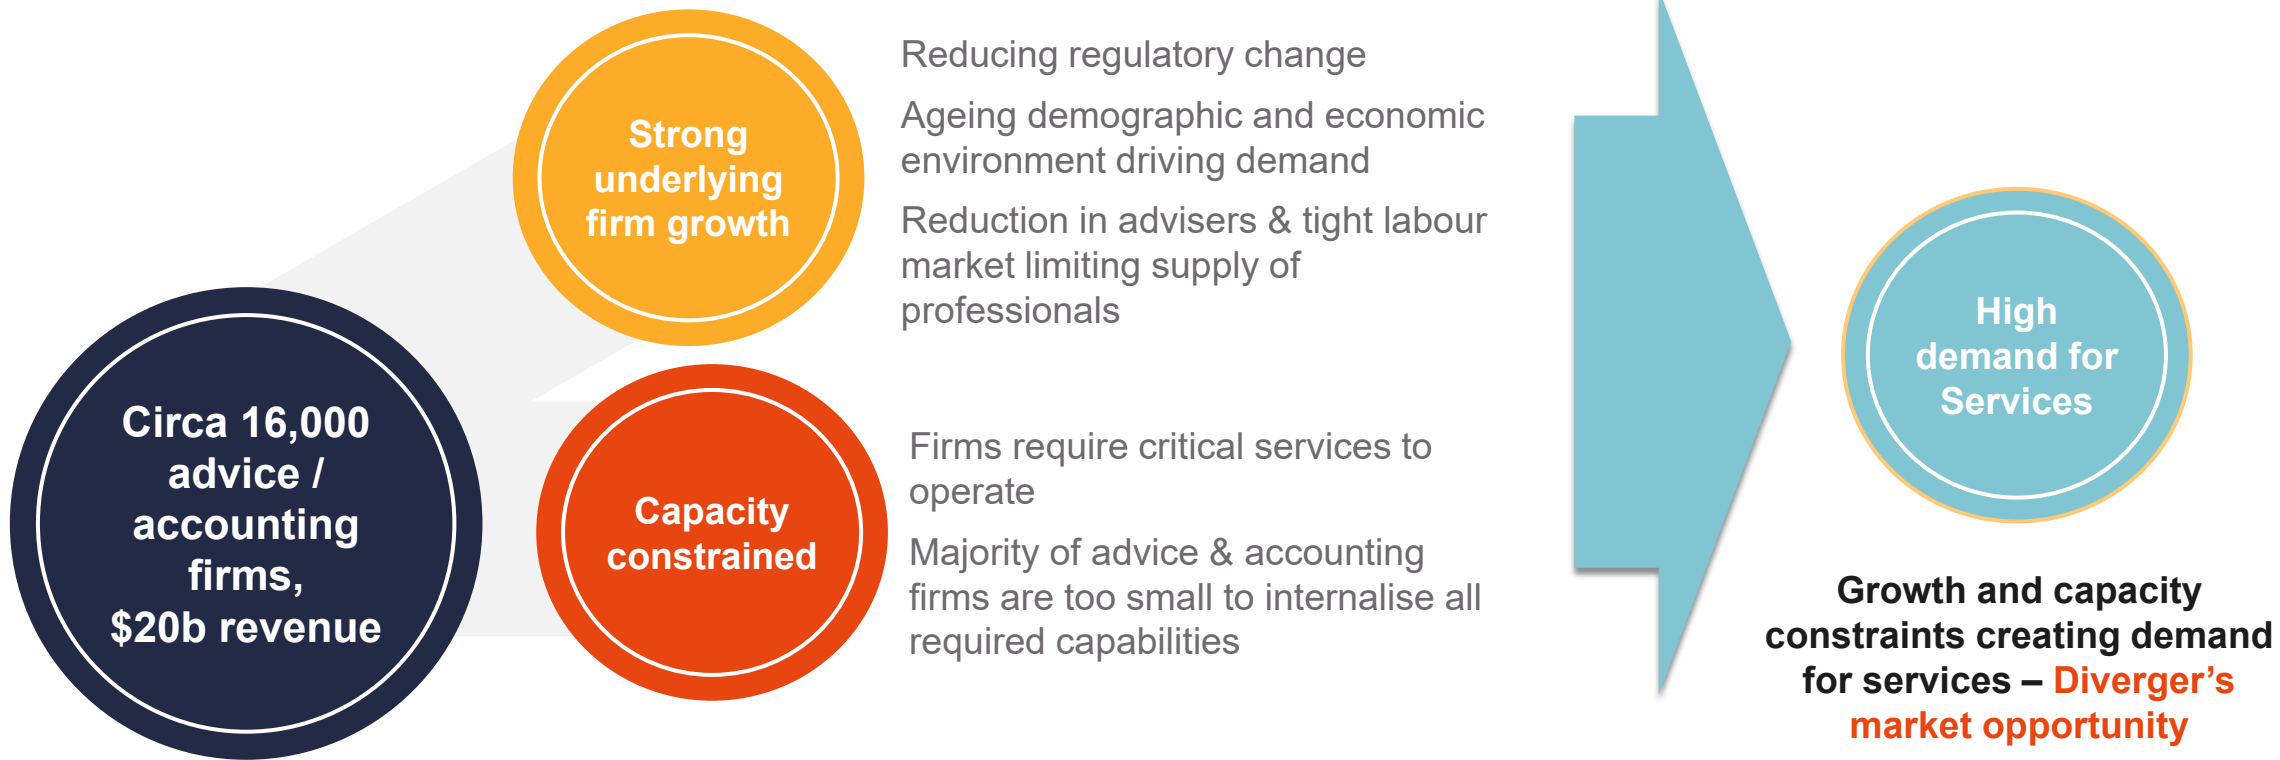 Circa 16,000
advice /
accounting
firms,
$20b revenue
Strong
underlying
firm growth
Reducing regulatory change
Ageing demographic and economic
environment driving demand
Reduction in advisers & tight labour
market limiting supply of
professionals
Capacity
constrained
Firms require critical services to
operate
Majority of advice & accounting
firms are too small to internalise all
required capabilities
High
demand for
Services
Growth and capacity
constraints creating demand
for services – Diverger’s
market opportunity